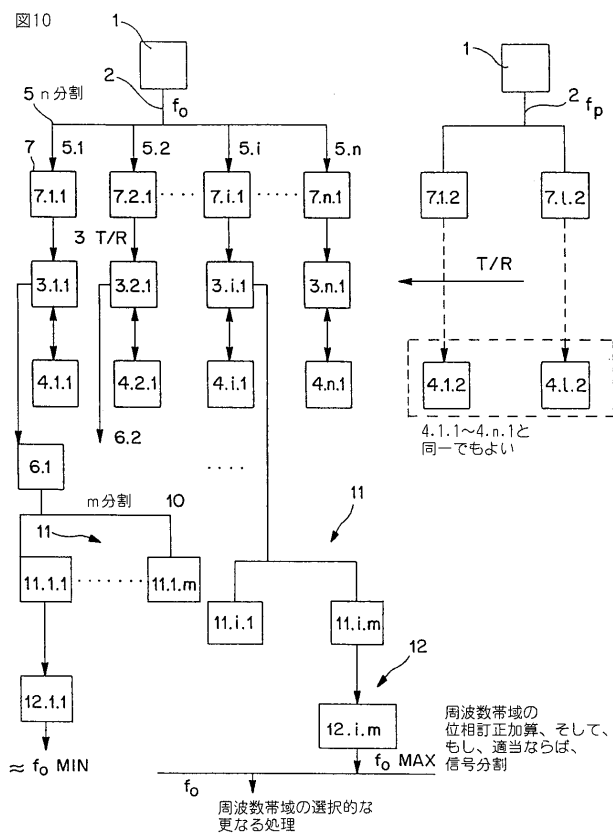 図10
1
2
5 n分割
f₀
5.1
5.2
5.i
5.n
7
7.1.1
7.2.1
7.i.1
7.n.1
3 T/R
3.1.1
3.2.1
3.i.1
3.n.1
4.1.1
4.2.1
4.i.1
4.n.1
6.1
6.2
m分割 10
11
11.1.1
11.1.m
12.1.1
≈ f₀ MIN
11
11.i.1
11.i.m
12
12.i.m
f₀ MAX
周波数帯域の
位相訂正加算、そして、
もし、適当ならば、
信号分割
f₀
周波数帯域の選択的な
更なる処理
1
2
fₚ
7.1.2
7.l.2
T/R
4.1.2
4.l.2
4.1.1~4.n.1と
同一でもよい